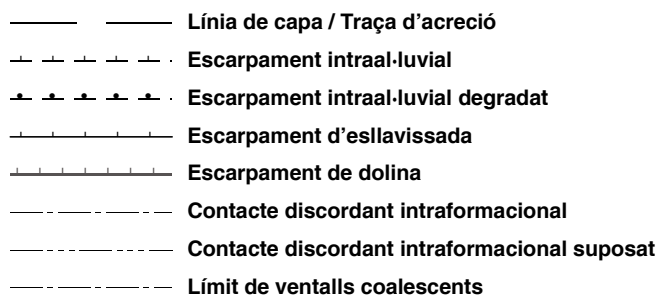 Línia de capa / Traça d'acreció
Escarpament intraal·luvial
Escarpament intraal·luvial degradat
Escarpament d'esllavissada
Escarpament de dolina
Contacte discordant intraformacional
Contacte discordant intraformacional suposat
Límit de ventalls coalescents